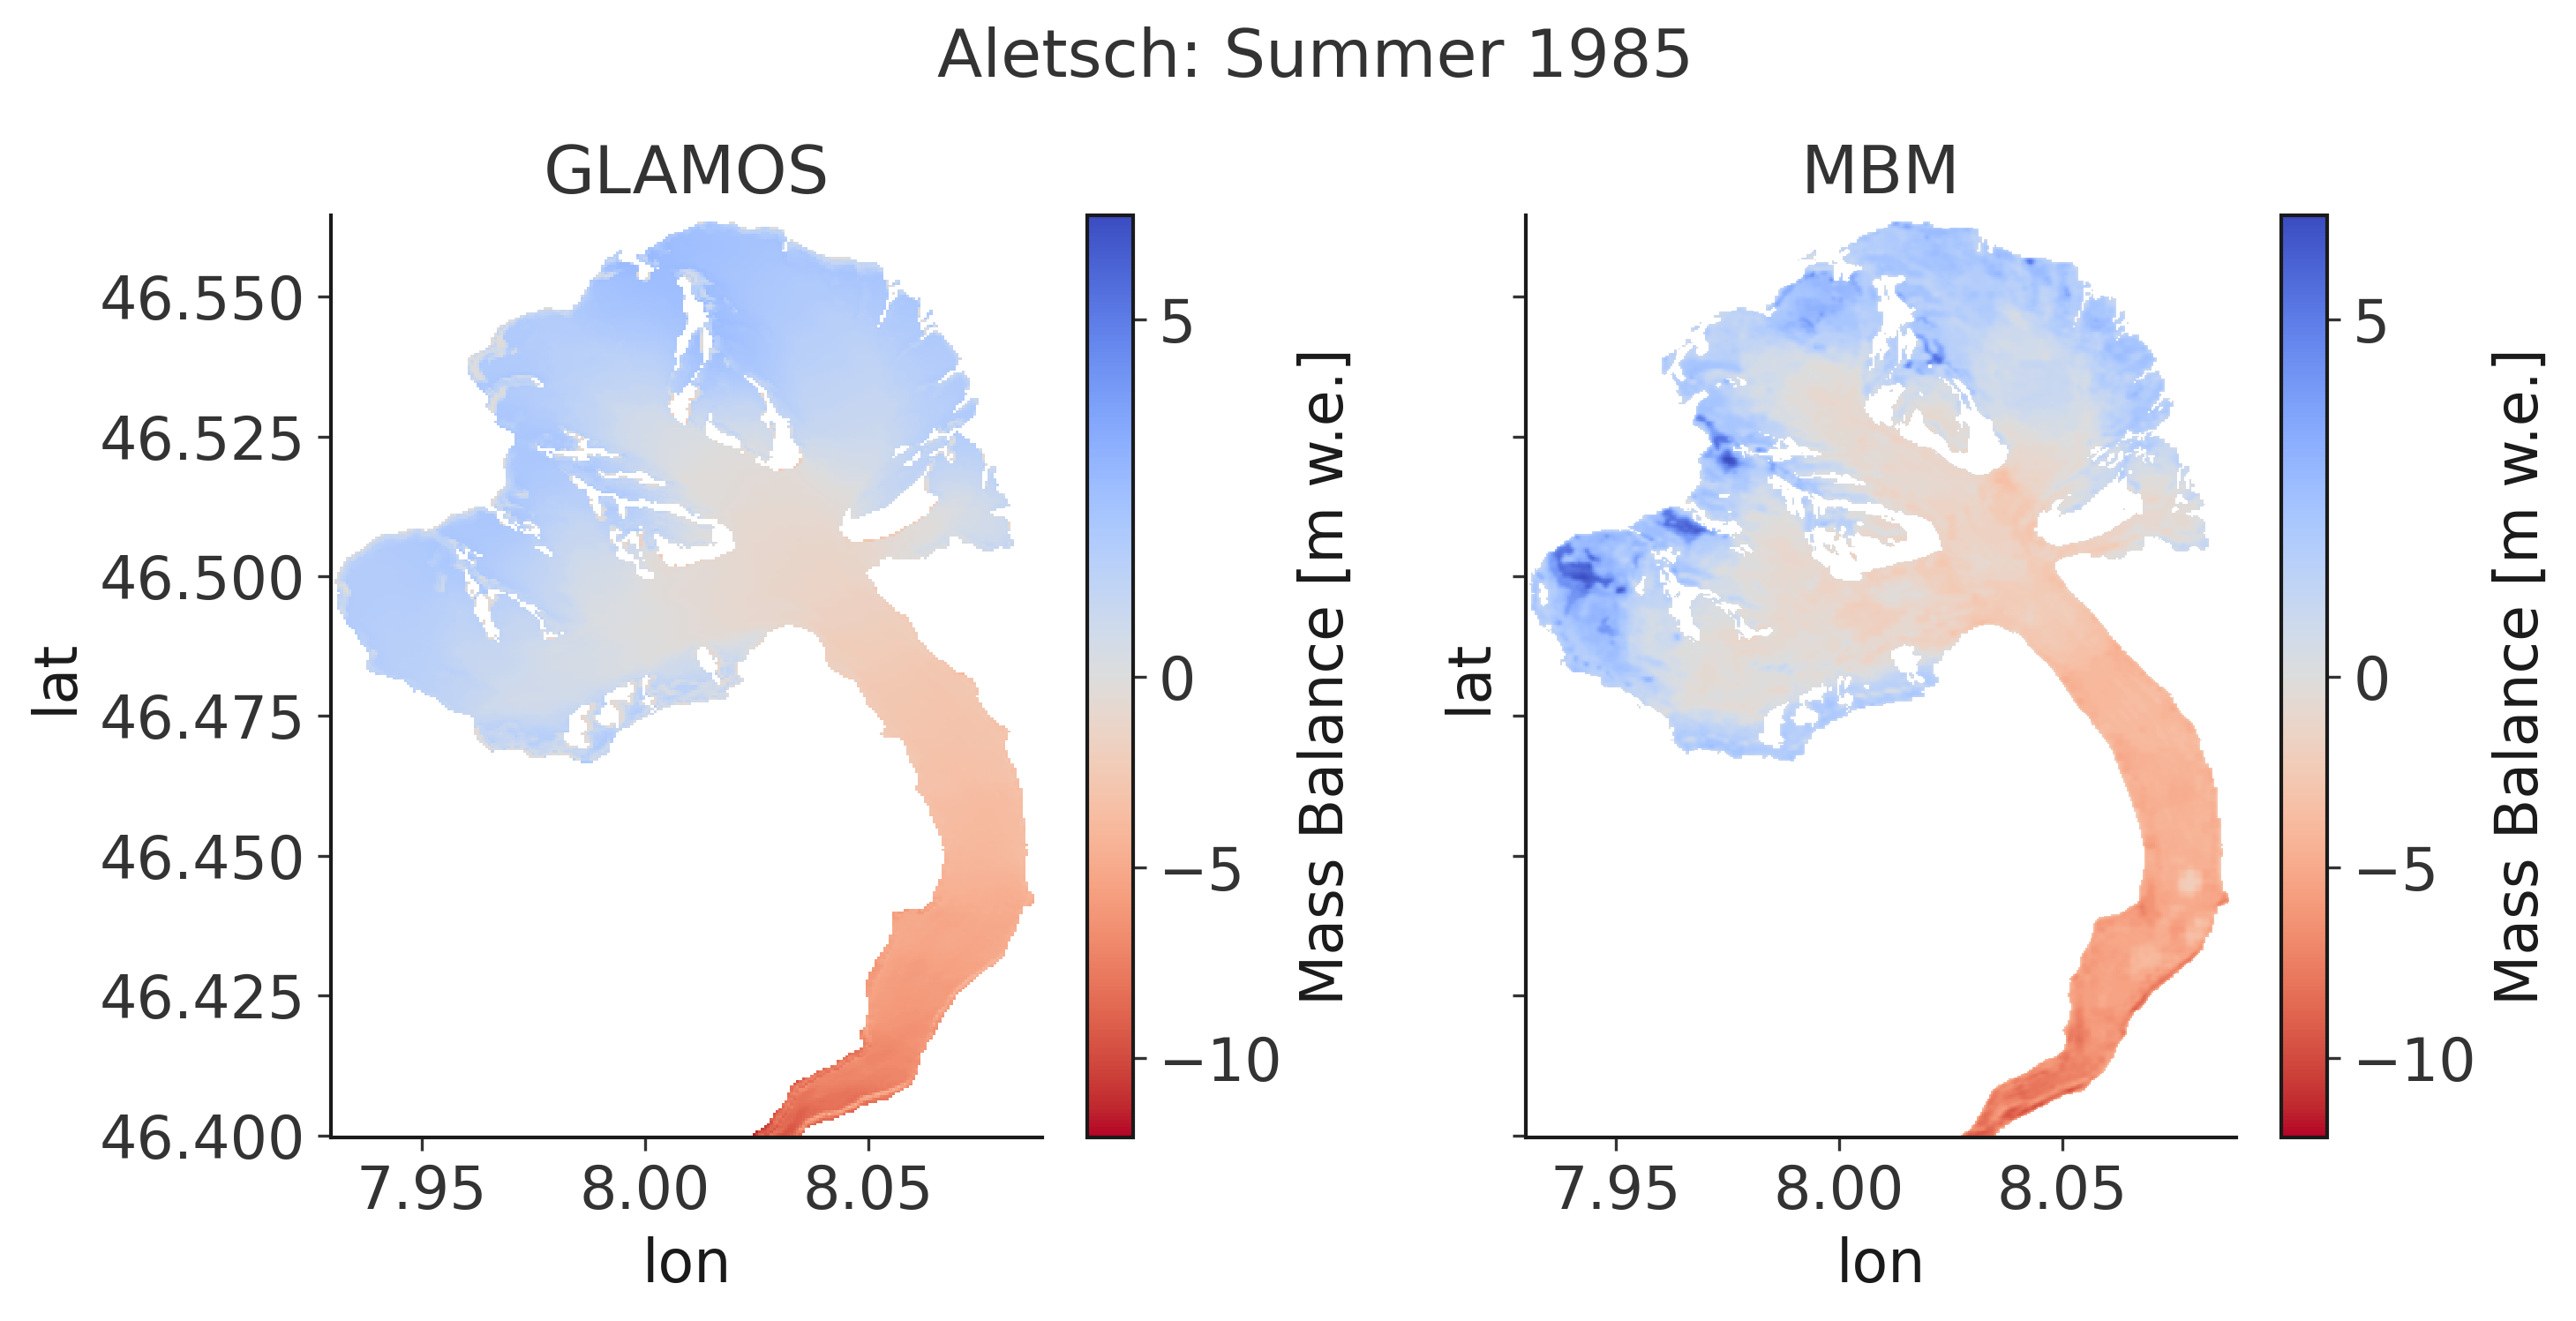 Aletsch: Summer 1985
GLAMOS
46.550
46.525
46.500
46.475
46.450
46.425
46.400
lat
7.95 8.00 8.05
lon
5
0
−5
−10
Mass Balance [m w.e.]
MBM
lat
7.95 8.00 8.05
lon
5
0
−5
−10
Mass Balance [m w.e.]